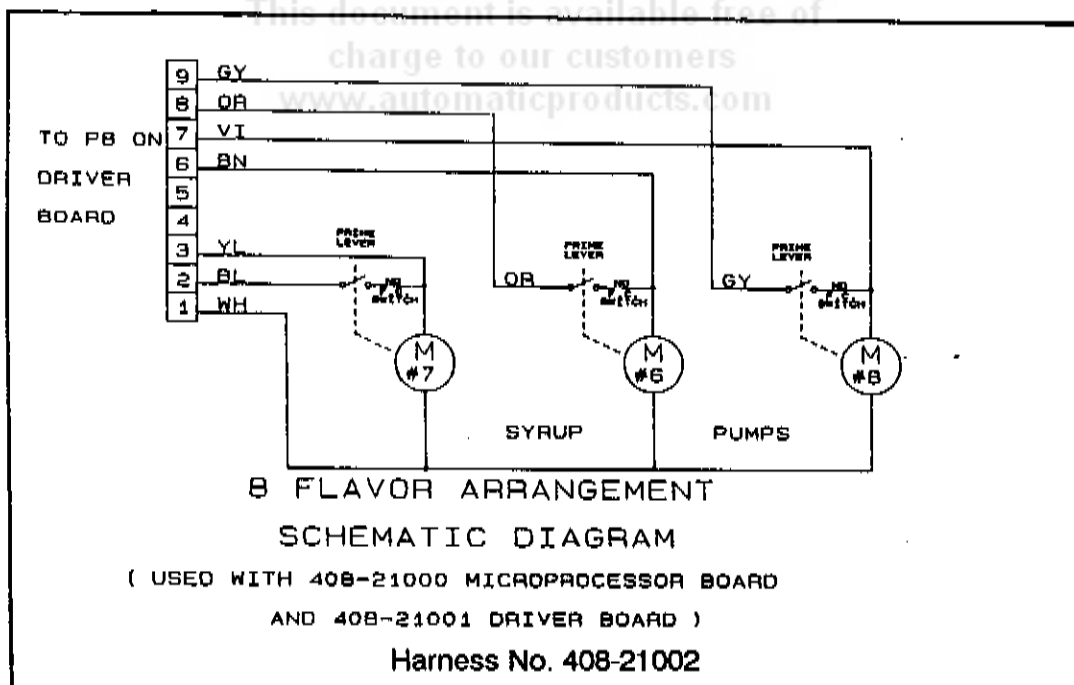 This document is available free of
charge to our customers
www.automaticproducts.com
9 GY
8 OR
7 VI
6 BN
5
4
3 YL
2 BL
1 WH
TO P8 ON
DRIVER
BOARD
PRIME
LEVER
NO
SWITCH
M
#7
OR
PRIME
LEVER
NO
SWITCH
M
#6
GY
PRIME
LEVER
NO
SWITCH
M
#8
SYRUP PUMPS
8 FLAVOR ARRANGEMENT
SCHEMATIC DIAGRAM
( USED WITH 408-21000 MICROPROCESSOR BOARD
AND 408-21001 DRIVER BOARD )
Harness No. 408-21002